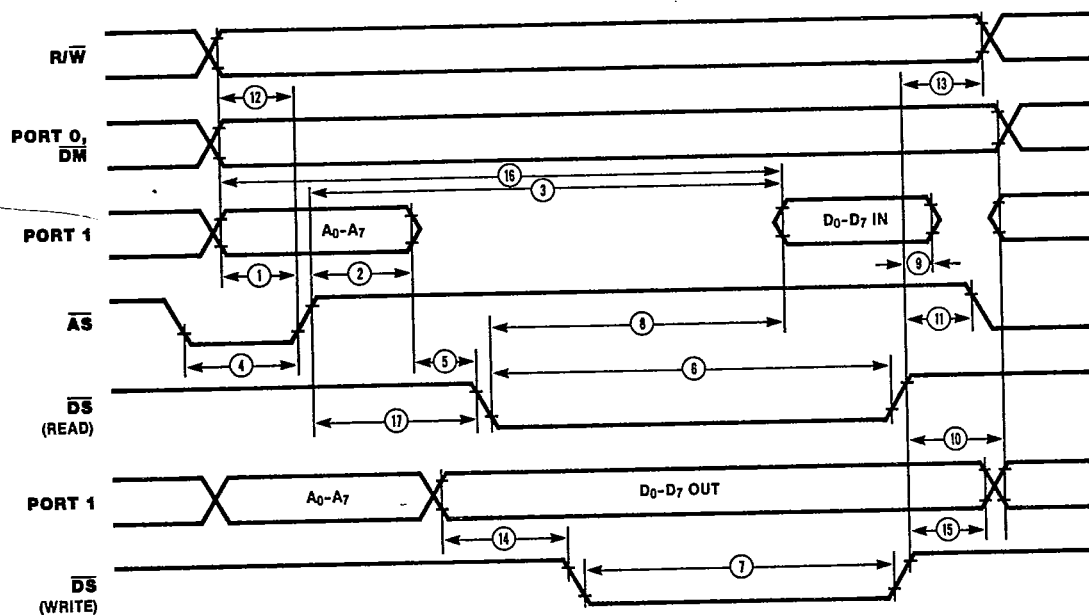 R/W̅
12
13
PORT 0,
D̅M̅
16
3
PORT 1
A₀-A₇
D₀-D₇ IN
1
2
9
A̅S̅
8
11
4
5
6
D̅S̅
(READ)
17
10
PORT 1
A₀-A₇
D₀-D₇ OUT
14
15
7
D̅S̅
(WRITE)